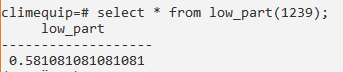 climequip=# select * from low_part(1239);
low_part
-------------------
0.581081081081081